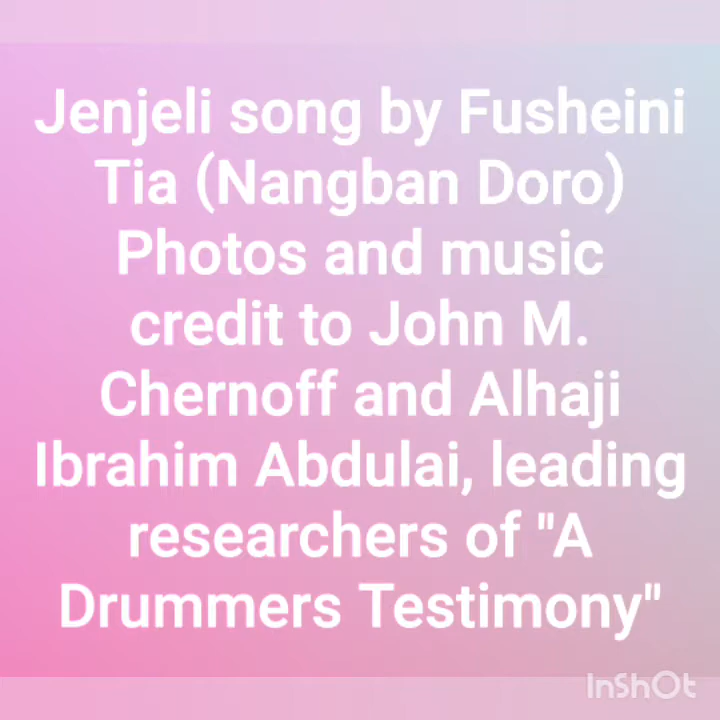 Jenjeli song by Fusheini
Tia (Nangban Doro)
Photos and music
credit to John M.
Chernoff and Alhaji
Ibrahim Abdulai, leading
researchers of "A
Drummers Testimony"
InShOt